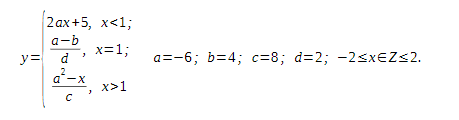 2ax+5, x<1;
y= a-b/d, x=1; a=-6; b=4; c=8; d=2; -2≤x∈Z≤2.
a²-x/c, x>1